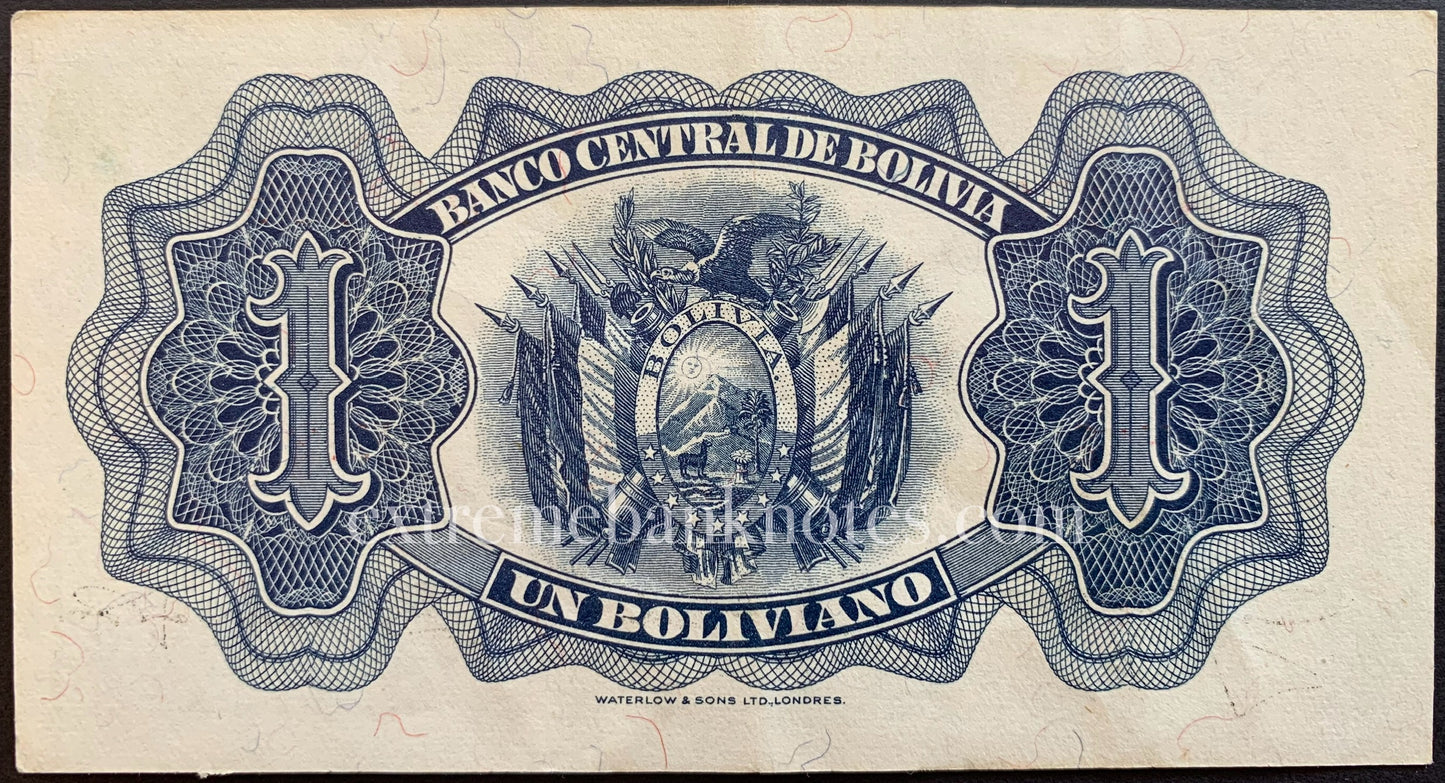 BANCO CENTRAL DE BOLIVIA
BOLIVIA
1 1
extremebanknotes.com
UN BOLIVIANO
WATERLOW & SONS LTD., LONDRES.